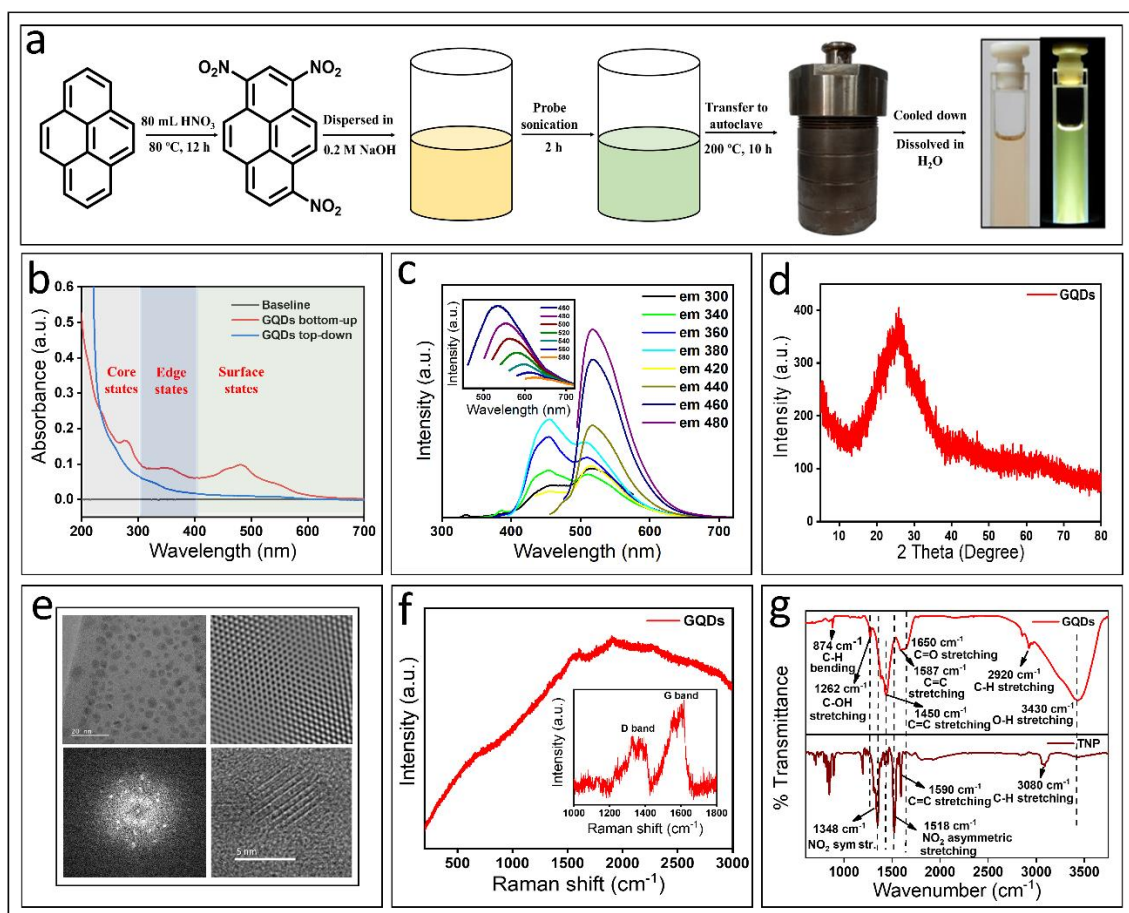 a
O₂N
NO₂
NO₂
80 mL HNO₃
80 ºC, 12 h
Dispersed in
0.2 M NaOH
Probe
sonication
2 h
Transfer to
autoclave
200 ºC, 10 h
Cooled down
Dissolved in
H₂O
b
Absorbance (a.u.)
0.6
0.5
0.4
0.3
0.2
0.1
0.0
Baseline
GQDs bottom-up
GQDs top-down
Core
states
Edge
states
Surface
states
200 300 400 500 600 700
Wavelength (nm)
c
Intensity (a.u.)
Intensity (a.u.)
460
480
500
520
540
560
580
500 600 700
Wavelength (nm)
em 300
em 340
em 360
em 380
em 420
em 440
em 460
em 480
300 400 500 600 700
Wavelength (nm)
d
GQDs
Intensity (a.u.)
400
300
200
100
0
10 20 30 40 50 60 70 80
2 Theta (Degree)
e
20 nm
5 nm
f
GQDs
Intensity (a.u.)
Intensity (a.u.)
D band
G band
1000 1200 1400 1600 1800
Raman shift (cm⁻¹)
500 1000 1500 2000 2500 3000
Raman shift (cm⁻¹)
g
% Transmittance
GQDs
874 cm⁻¹
C-H
bending
1262 cm⁻¹
C-OH
stretching
1650 cm⁻¹
C=O stretching
1587 cm⁻¹
C=C
stretching
1450 cm⁻¹
C=C stretching
2920 cm⁻¹
C-H stretching
3430 cm⁻¹
O-H stretching
TNP
1590 cm⁻¹
C=C stretching
3080 cm⁻¹
C-H stretching
1348 cm⁻¹
NO₂ sym str.
1518 cm⁻¹
NO₂ asymmetric
stretching
1000 1500 2000 2500 3000 3500
Wavenumber (cm⁻¹)